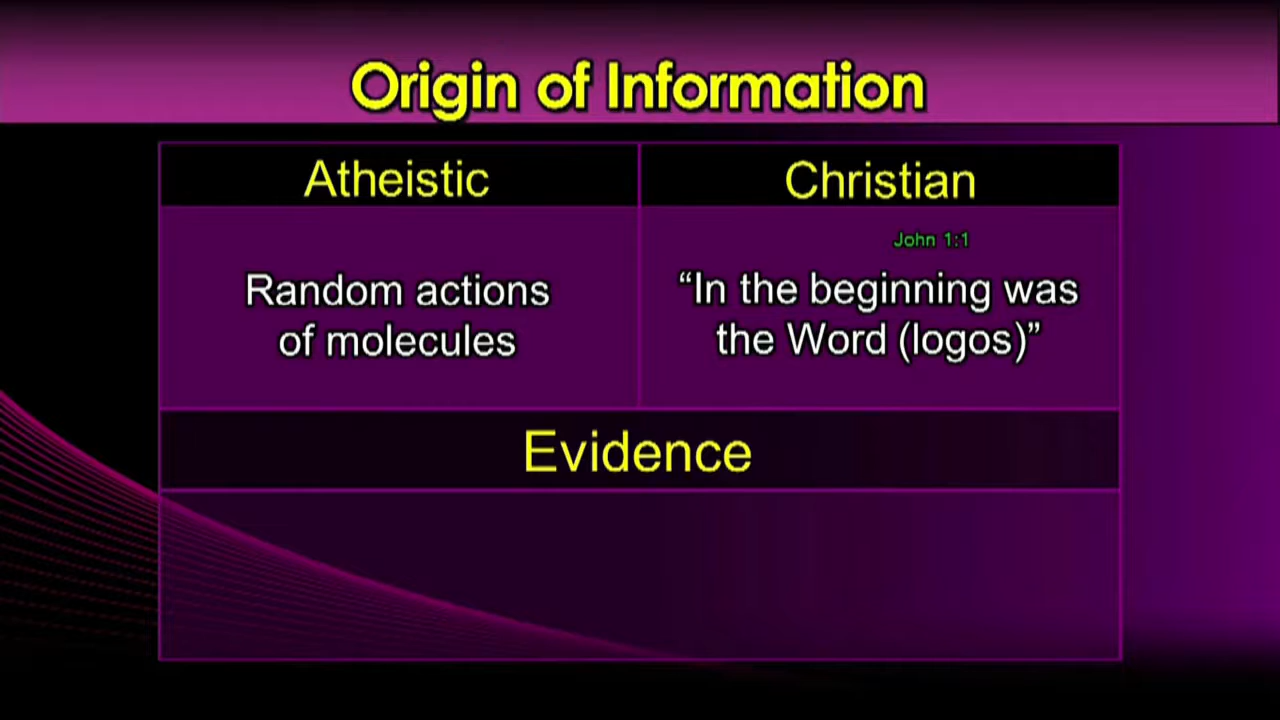 Origin of Information
Atheistic
Christian
Random actions
of molecules
John 1:1
“In the beginning was
the Word (logos)”
Evidence